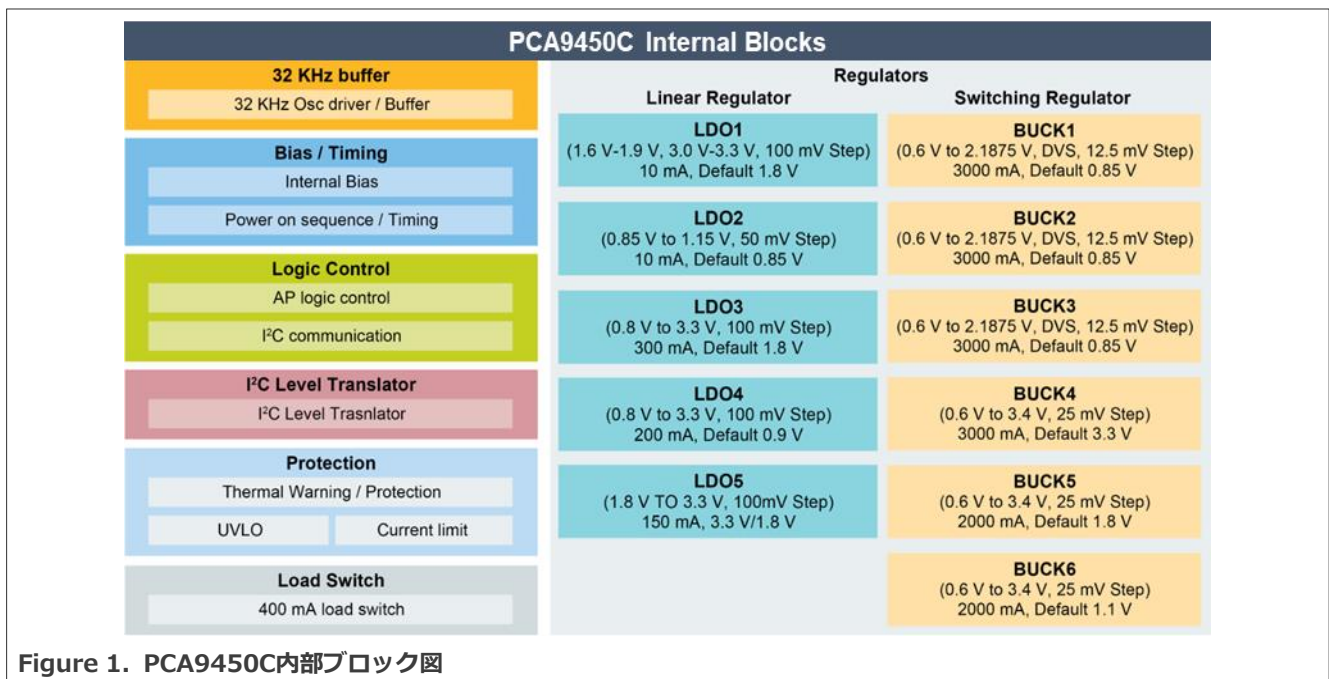 PCA9450C Internal Blocks
32 KHz buffer
32 KHz Osc driver / Buffer
Bias / Timing
Internal Bias
Power on sequence / Timing
Logic Control
AP logic control
I²C communication
I²C Level Translator
I²C Level Trasnlator
Protection
Thermal Warning / Protection
UVLO
Current limit
Load Switch
400 mA load switch
Regulators
Linear Regulator
LDO1
(1.6 V-1.9 V, 3.0 V-3.3 V, 100 mV Step)
10 mA, Default 1.8 V
LDO2
(0.85 V to 1.15 V, 50 mV Step)
10 mA, Default 0.85 V
LDO3
(0.8 V to 3.3 V, 100 mV Step)
300 mA, Default 1.8 V
LDO4
(0.8 V to 3.3 V, 100 mV Step)
200 mA, Default 0.9 V
LDO5
(1.8 V TO 3.3 V, 100mV Step)
150 mA, 3.3 V/1.8 V
Switching Regulator
BUCK1
(0.6 V to 2.1875 V, DVS, 12.5 mV Step)
3000 mA, Default 0.85 V
BUCK2
(0.6 V to 2.1875 V, DVS, 12.5 mV Step)
3000 mA, Default 0.85 V
BUCK3
(0.6 V to 2.1875 V, DVS, 12.5 mV Step)
3000 mA, Default 0.85 V
BUCK4
(0.6 V to 3.4 V, 25 mV Step)
3000 mA, Default 3.3 V
BUCK5
(0.6 V to 3.4 V, 25 mV Step)
2000 mA, Default 1.8 V
BUCK6
(0.6 V to 3.4 V, 25 mV Step)
2000 mA, Default 1.1 V
Figure 1. PCA9450C内部ブロック図